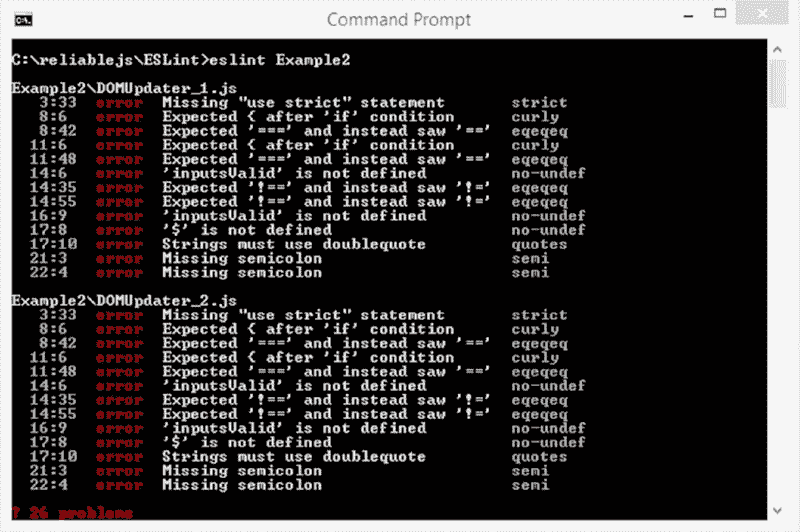 C:\.
Command Prompt
C:\reliablejs\ESLint>eslint Example2
Example2\DOMUpdater_1.js
3:33 error Missing "use strict" statement strict
8:6 error Expected { after 'if' condition curly
8:42 error Expected '===' and instead saw '==' eqeqeq
11:6 error Expected { after 'if' condition curly
11:48 error Expected '===' and instead saw '==' eqeqeq
14:6 error 'inputsValid' is not defined no-undef
14:35 error Expected '!==' and instead saw '!=' eqeqeq
14:55 error Expected '!==' and instead saw '!=' eqeqeq
16:9 error 'inputsValid' is not defined no-undef
17:8 error '$' is not defined no-undef
17:10 error Strings must use doublequote quotes
21:3 error Missing semicolon semi
22:4 error Missing semicolon semi
Example2\DOMUpdater_2.js
3:33 error Missing "use strict" statement strict
8:6 error Expected { after 'if' condition curly
8:42 error Expected '===' and instead saw '==' eqeqeq
11:6 error Expected { after 'if' condition curly
11:48 error Expected '===' and instead saw '==' eqeqeq
14:6 error 'inputsValid' is not defined no-undef
14:35 error Expected '!==' and instead saw '!=' eqeqeq
14:55 error Expected '!==' and instead saw '!=' eqeqeq
16:9 error 'inputsValid' is not defined no-undef
17:8 error '$' is not defined no-undef
17:10 error Strings must use doublequote quotes
21:3 error Missing semicolon semi
22:4 error Missing semicolon semi
? 26 problems